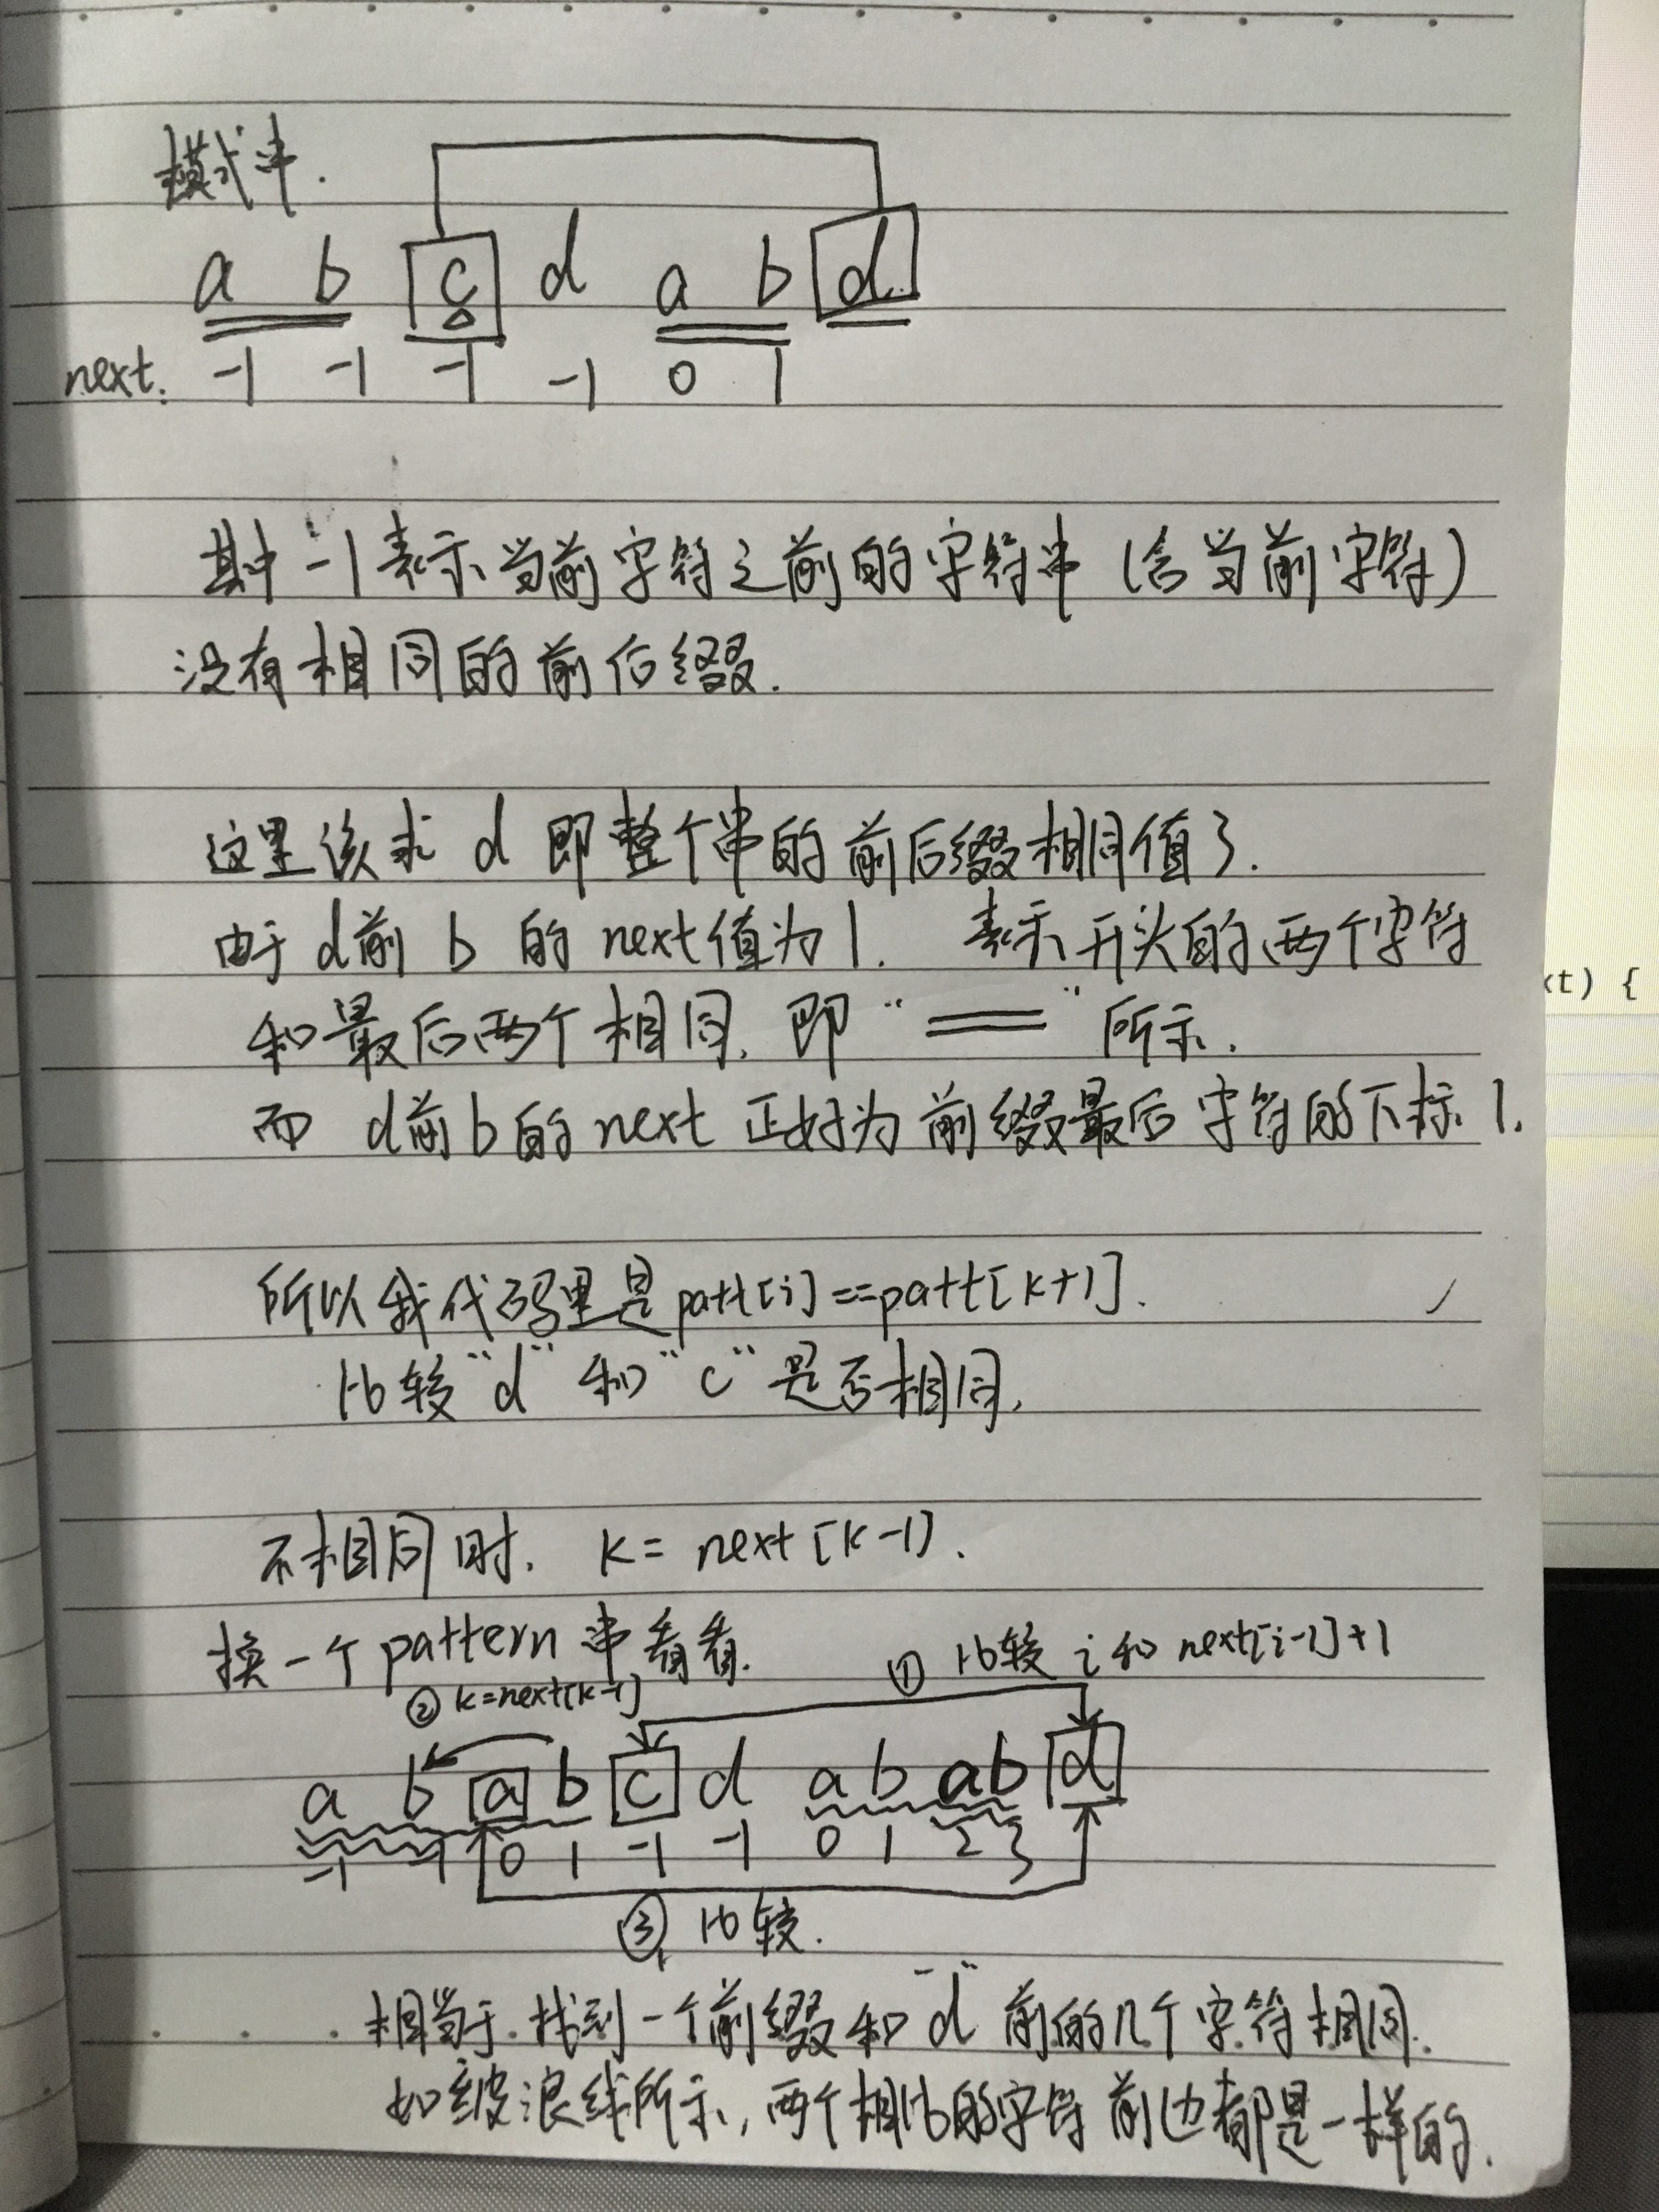 模式串.
a b c d a b d
next: -1 -1 -1 -1 0 1
其中 -1 表示当前字符之前的字符串 (含当前字符)
没有相同的前后缀.
这里该求 d 即整个串的前后缀相同值了.
由于 d前 b 的 next值为1. 表示开头的两个字符
和最后两个相同, 即 " ══ " 所示.
而 d前b的next 正好为前缀最后字符的下标 1.
所以我代码里是 patt[i]==patt[k+1].
比较"d" 和 "c" 是否相同,
不相同时. k = next[k-1].
换一个 pattern 串看看.
① 比较 i 和 next[i-1]+1
② k=next[k-1]
a b a b c d a b a b d
-1 -1 0 1 -1 -1 0 1 2 3
③ 比较.
相当于.找到一个前缀和"d"前的几个字符相同.
如波浪线所示, 两个相比的字符前边都是一样的.
xt) {